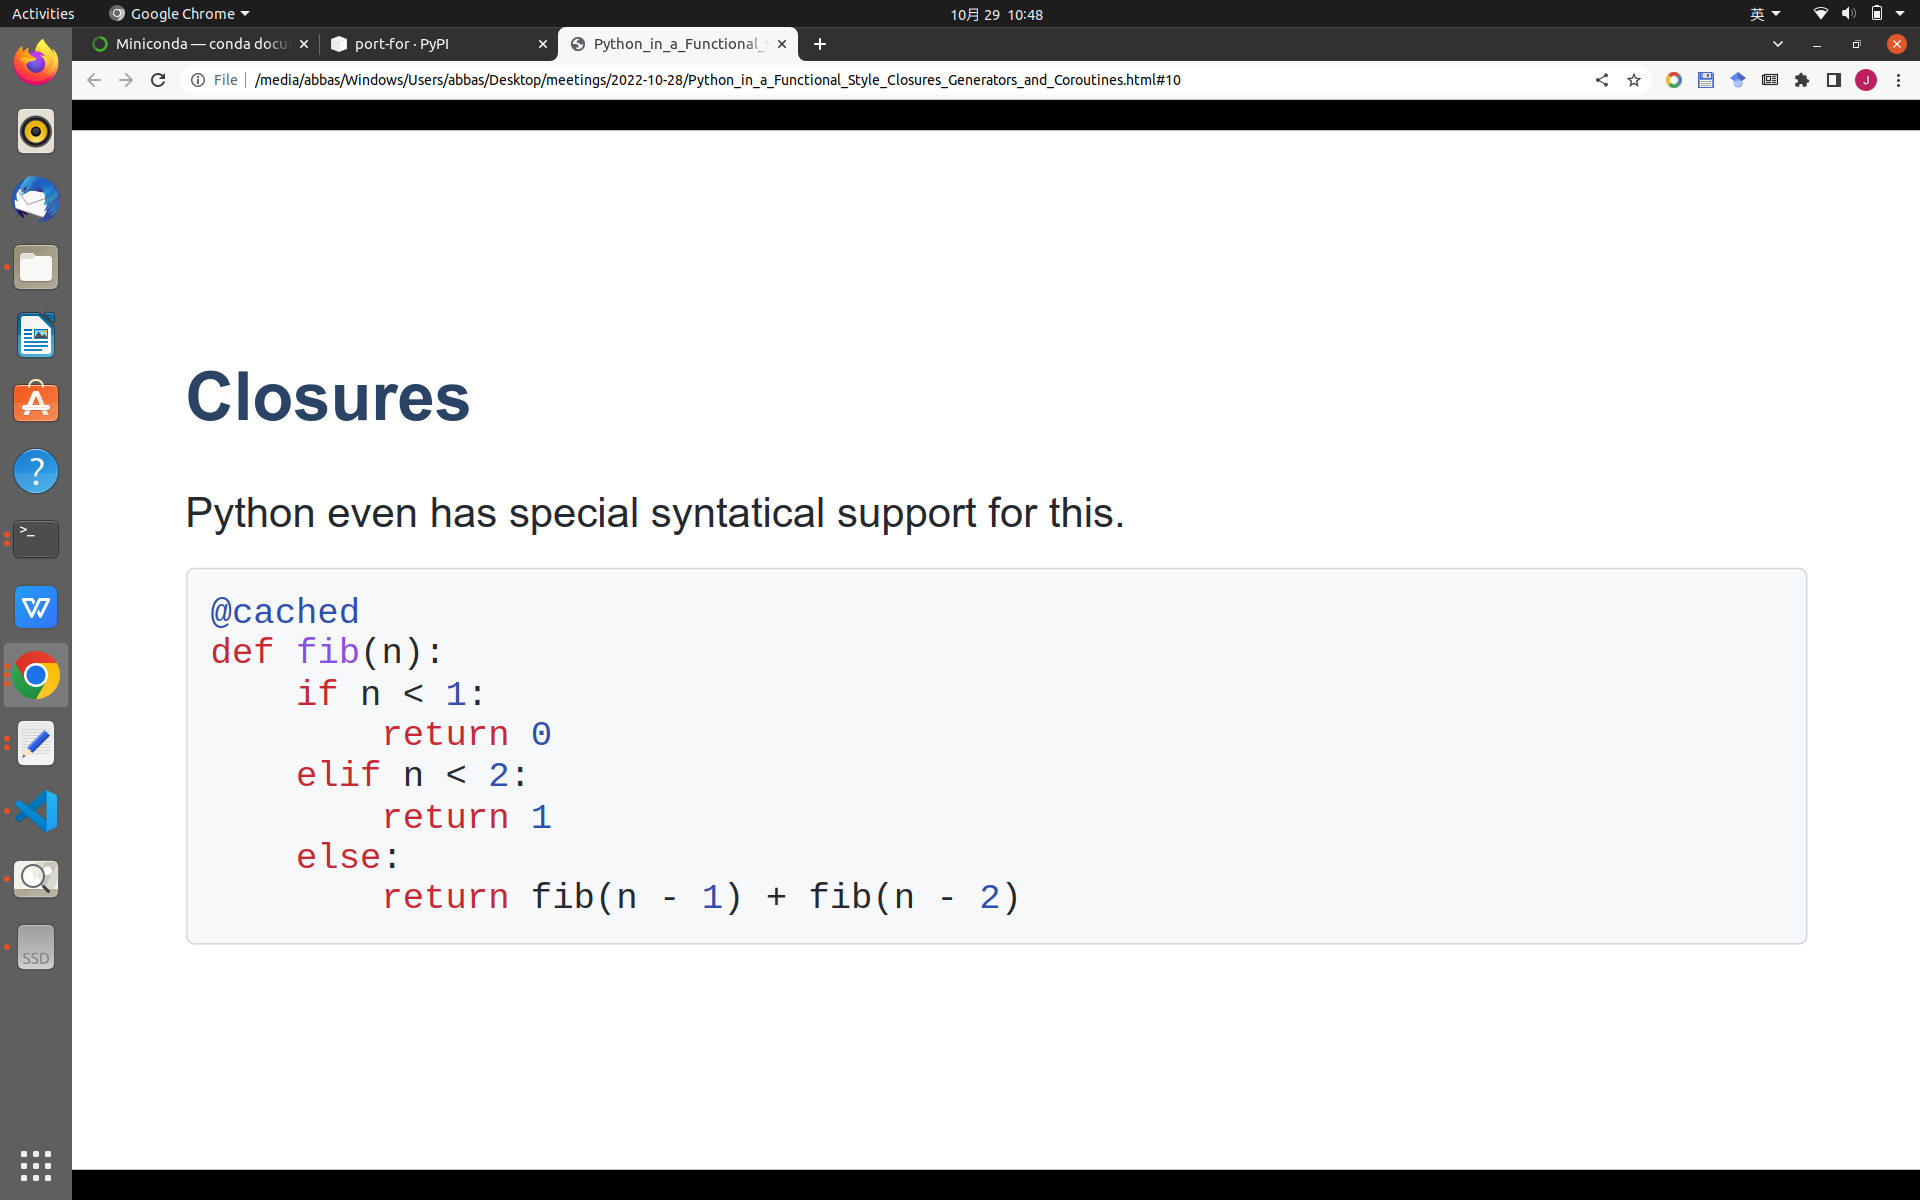 Activities
Google Chrome
10月 29 10:48
英
Miniconda — conda docu
port-for · PyPI
Python_in_a_Functional_
File
/media/abbas/Windows/Users/abbas/Desktop/meetings/2022-10-28/Python_in_a_Functional_Style_Closures_Generators_and_Coroutines.html#10
J
Closures
Python even has special syntatical support for this.
@cached
def fib(n):
    if n < 1:
        return 0
    elif n < 2:
        return 1
    else:
        return fib(n - 1) + fib(n - 2)
SSD